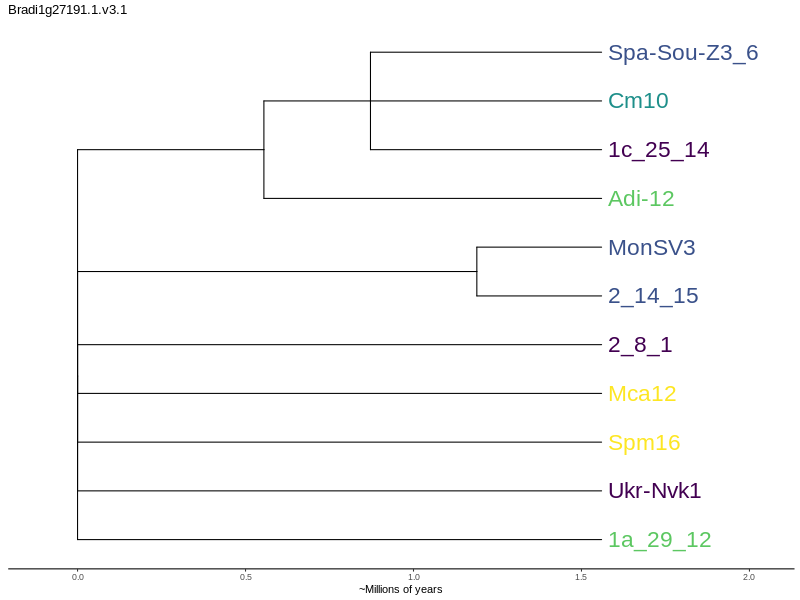 Bradi1g27191.1.v3.1
Spa-Sou-Z3_6
Cm10
1c_25_14
Adi-12
MonSV3
2_14_15
2_8_1
Mca12
Spm16
Ukr-Nvk1
1a_29_12
0.0 0.5 1.0 1.5 2.0
~Millions of years